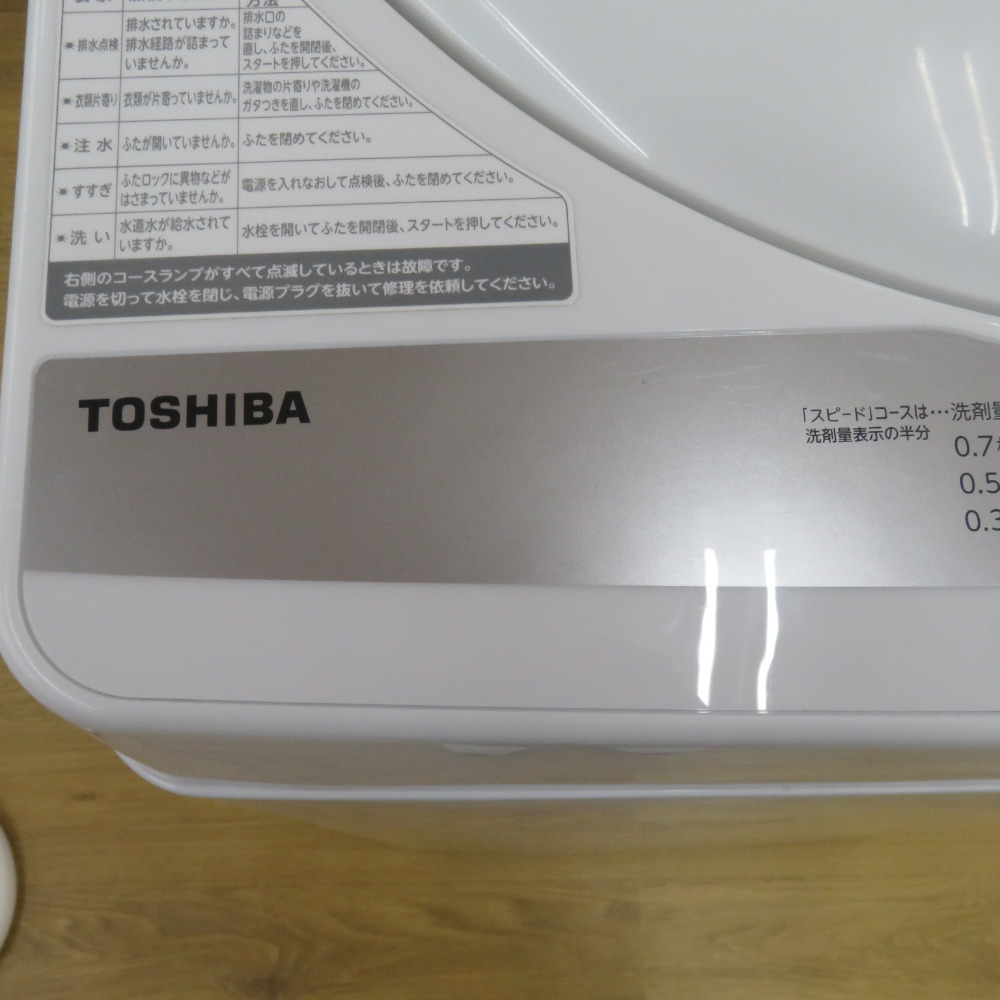 方法
排水点検
排水されていますか。
排水経路が詰まって
いませんか。
排水口の
詰まりなどを
直し、ふたを開閉後、
スタートを押してください。
衣類片寄り
衣類が片寄っていませんか。
洗濯物の片寄りや洗濯機の
ガタつきを直し、ふたを閉めてください。
注水
ふたが開いていませんか。
ふたを閉めてください。
すすぎ
ふたロックに異物などが
はさまっていませんか。
電源を入れなおして点検後、ふたを閉めてください。
洗い
水道水が給水されて
いますか。
水栓を開いてふたを開閉後、スタートを押してください。
右側のコースランプがすべて点滅しているときは故障です。
電源を切って水栓を閉じ、電源プラグを抜いて修理を依頼してください。
TOSHIBA
「スピード」コースは…洗剤量
洗剤量表示の半分
0.7
0.5
0.3